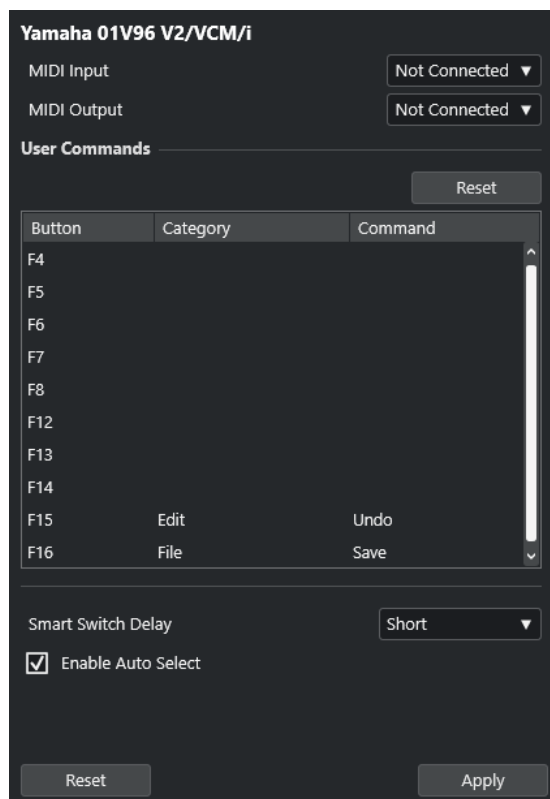 Yamaha 01V96 V2/VCM/i
MIDI Input Not Connected
MIDI Output Not Connected
User Commands
Reset
Button Category Command
F4
F5
F6
F7
F8
F12
F13
F14
F15 Edit Undo
F16 File Save
Smart Switch Delay Short
Enable Auto Select
Reset Apply